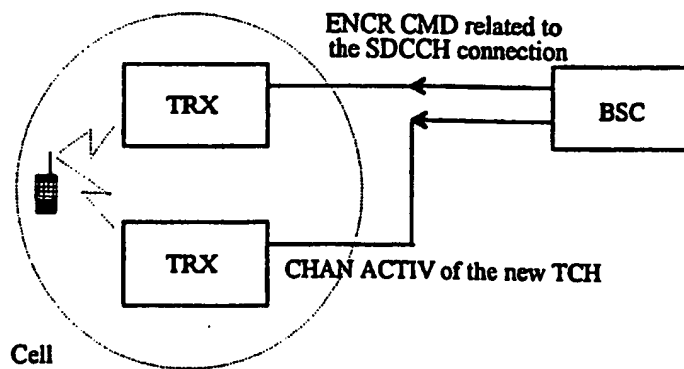 ENCR CMD related to
the SDCCH connection
TRX
BSC
TRX
CHAN ACTIV of the new TCH
Cell